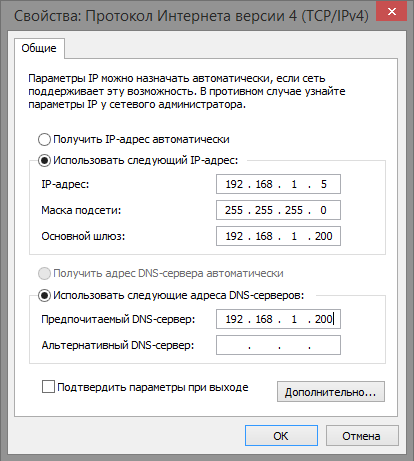 Свойства: Протокол Интернета версии 4 (TCP/IPv4)
Общие
Параметры IP можно назначать автоматически, если сеть
поддерживает эту возможность. В противном случае узнайте
параметры IP у сетевого администратора.
Получить IP-адрес автоматически
Использовать следующий IP-адрес:
IP-адрес: 192 . 168 . 1 . 5
Маска подсети: 255 . 255 . 255 . 0
Основной шлюз: 192 . 168 . 1 . 200
Получить адрес DNS-сервера автоматически
Использовать следующие адреса DNS-серверов:
Предпочитаемый DNS-сервер: 192 . 168 . 1 . 200
Альтернативный DNS-сервер: . . .
Подтвердить параметры при выходе
Дополнительно...
ОК Отмена